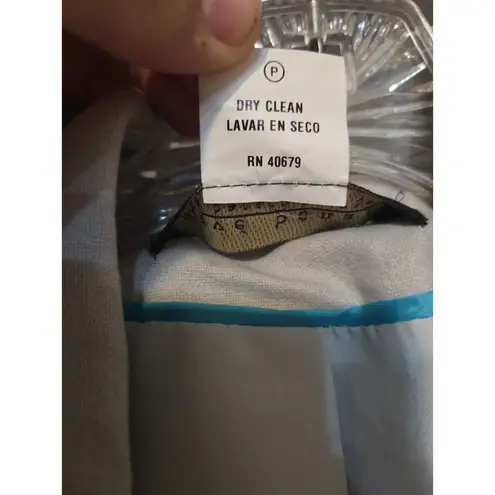 P
DRY CLEAN
LAVAR EN SECO
RN 40679